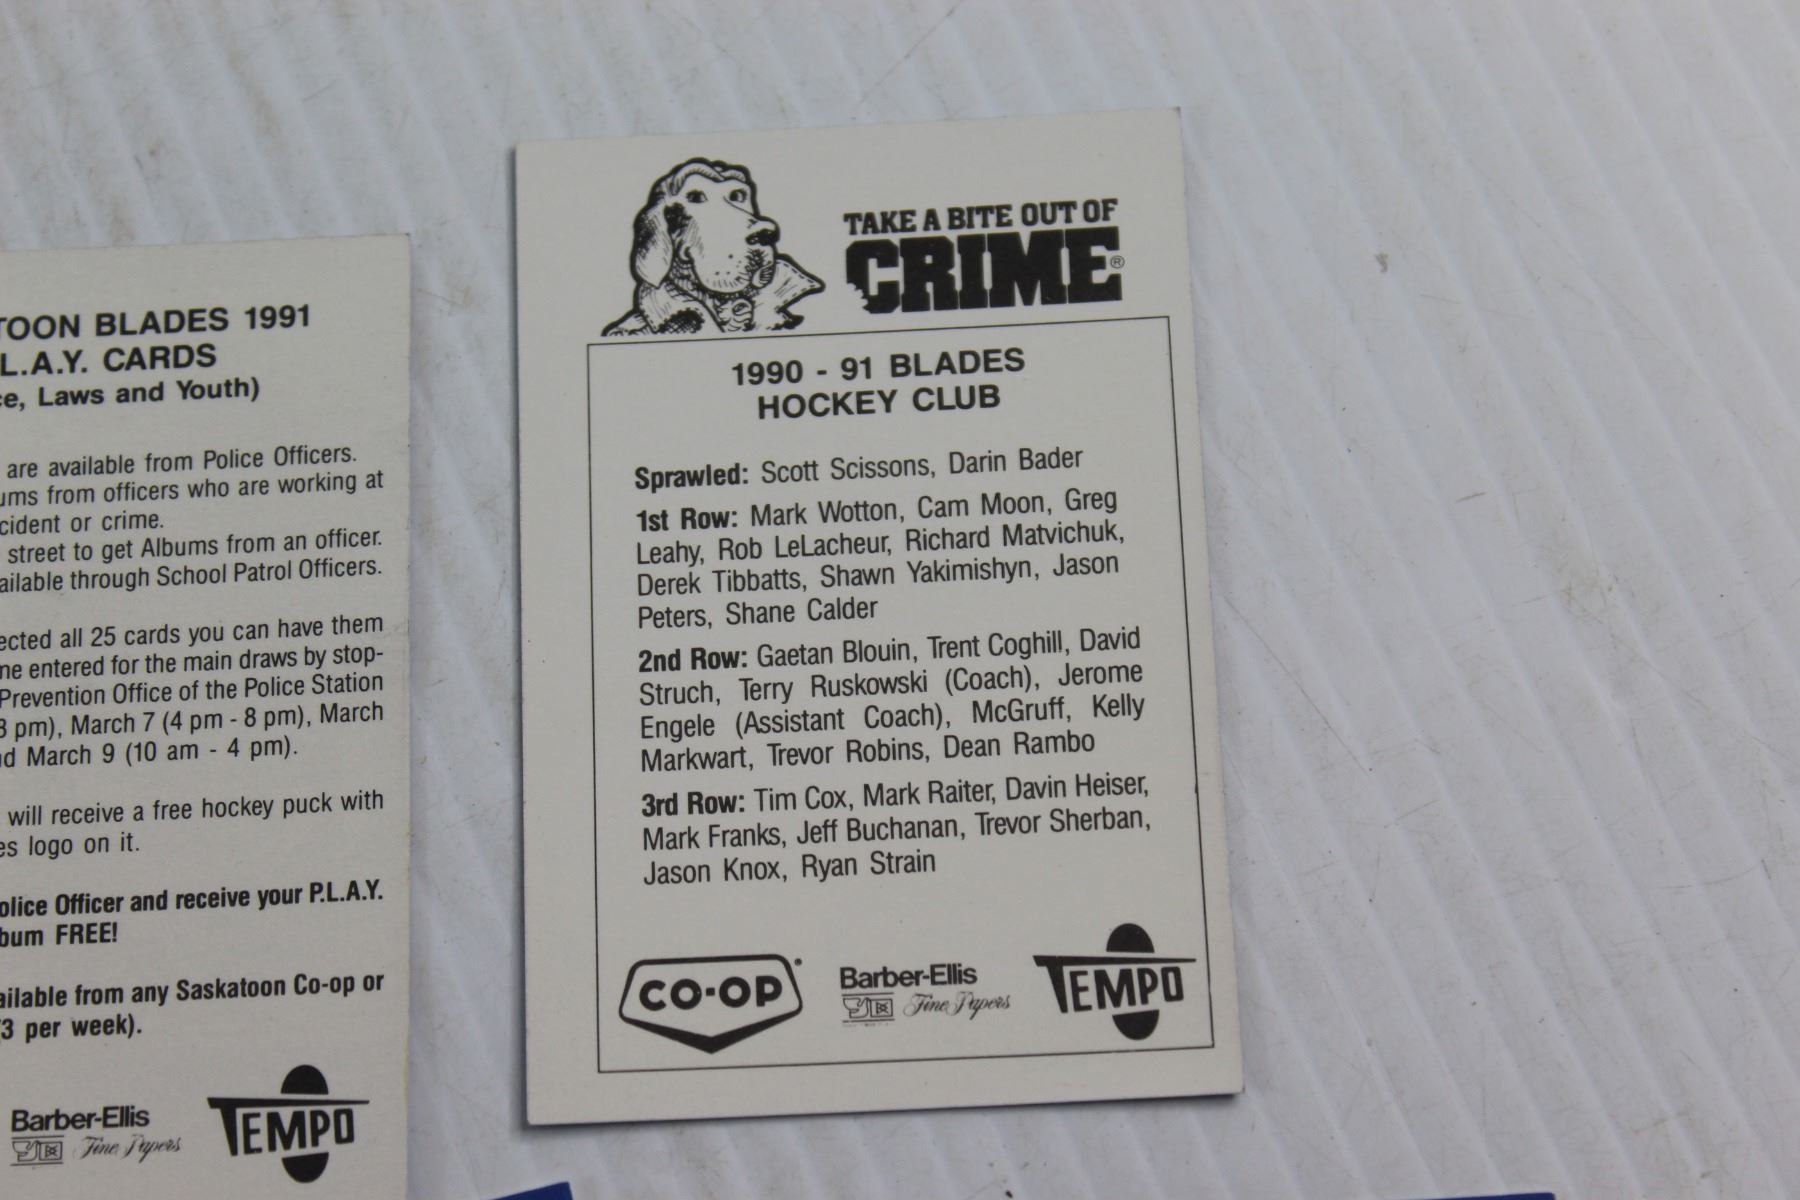 TOON BLADES 1991
L.A.Y. CARDS
ce, Laws and Youth)
are available from Police Officers.
ums from officers who are working at
cident or crime.
street to get Albums from an officer.
ailable through School Patrol Officers.
ected all 25 cards you can have them
me entered for the main draws by stop-
Prevention Office of the Police Station
8 pm), March 7 (4 pm - 8 pm), March
nd March 9 (10 am - 4 pm).
will receive a free hockey puck with
es logo on it.
olice Officer and receive your P.L.A.Y.
bum FREE!
ailable from any Saskatoon Co-op or
(3 per week).
Barber-Ellis
Fine Papers
TEMPO
TAKE A BITE OUT OF
CRIME®
1990 - 91 BLADES
HOCKEY CLUB
Sprawled: Scott Scissons, Darin Bader
1st Row: Mark Wotton, Cam Moon, Greg
Leahy, Rob LeLacheur, Richard Matvichuk,
Derek Tibbatts, Shawn Yakimishyn, Jason
Peters, Shane Calder
2nd Row: Gaetan Blouin, Trent Coghill, David
Struch, Terry Ruskowski (Coach), Jerome
Engele (Assistant Coach), McGruff, Kelly
Markwart, Trevor Robins, Dean Rambo
3rd Row: Tim Cox, Mark Raiter, Davin Heiser,
Mark Franks, Jeff Buchanan, Trevor Sherban,
Jason Knox, Ryan Strain
CO-OP
Barber-Ellis
Fine Papers
TEMPO